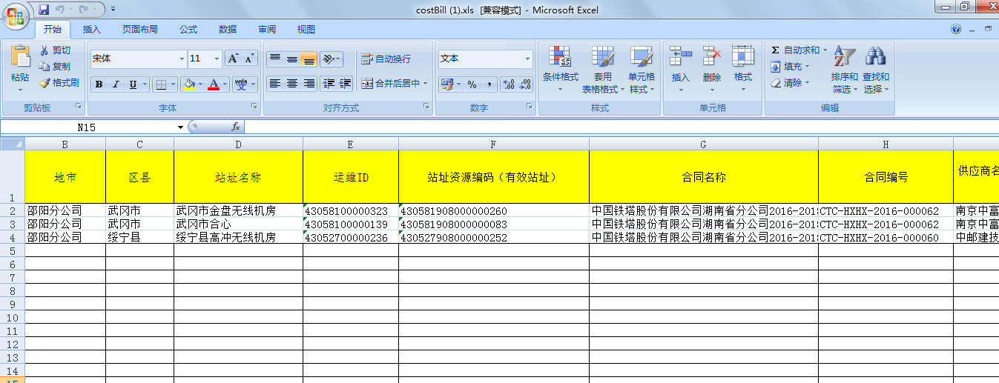 costBill (1).xls [兼容模式] - Microsoft Excel
开始 插入 页面布局 公式 数据 审阅 视图
粘贴 剪切 复制 格式刷 剪贴板
宋体 11 A A B I U A wén 变 字体
自动换行 合并后居中 对齐方式
文本 % , .0 .00 .00 .0 数字
条件格式 套用表格格式 单元格样式 样式
插入 删除 格式 单元格
Σ 自动求和 填充 清除 排序和筛选 查找和选择 编辑
N15 fx
B C D E F G H
1 地市 区县 站址名称 运维ID 站址资源编码（有效站址） 合同名称 合同编号 供应商名
2 邵阳分公司 武冈市 武冈市金盘无线机房 43058100000323 430581908000000260 中国铁塔股份有限公司湖南省分公司2016-2018 CTC-HXHX-2016-000062 南京中富
3 邵阳分公司 武冈市 武冈市合心 43058100000139 430581908000000083 中国铁塔股份有限公司湖南省分公司2016-2018 CTC-HXHX-2016-000062 南京中富
4 邵阳分公司 绥宁县 绥宁县高冲无线机房 43052700000236 430527908000000252 中国铁塔股份有限公司湖南省分公司2016-2018 CTC-HXHX-2016-000060 中邮建技
5
6
7
8
9
10
11
12
13
14
15